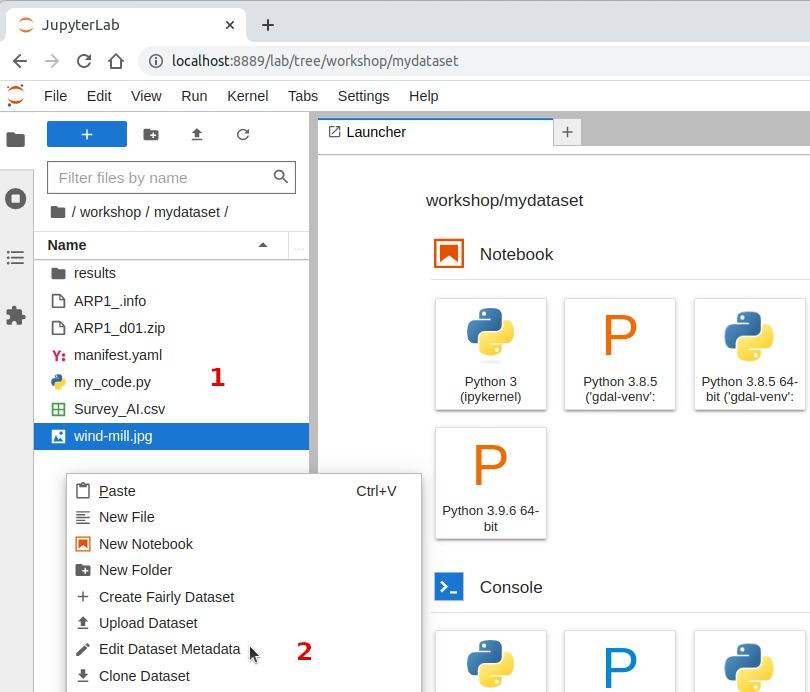 JupyterLab
localhost:8889/lab/tree/workshop/mydataset
File Edit View Run Kernel Tabs Settings Help
Launcher
Filter files by name
/ workshop / mydataset /
Name
...
results
ARP1_.info
ARP1_d01.zip
Y: manifest.yaml
my_code.py
1
Survey_AI.csv
wind-mill.jpg
Paste Ctrl+V
New File
New Notebook
New Folder
Create Fairly Dataset
Upload Dataset
Edit Dataset Metadata
2
Clone Dataset
workshop/mydataset
Notebook
Python 3
(ipykernel)
P
Python 3.8.5
('gdal-venv':
Python 3.8.5 64-
bit ('gdal-venv':
P
Python 3.9.6 64-
bit
Console
P